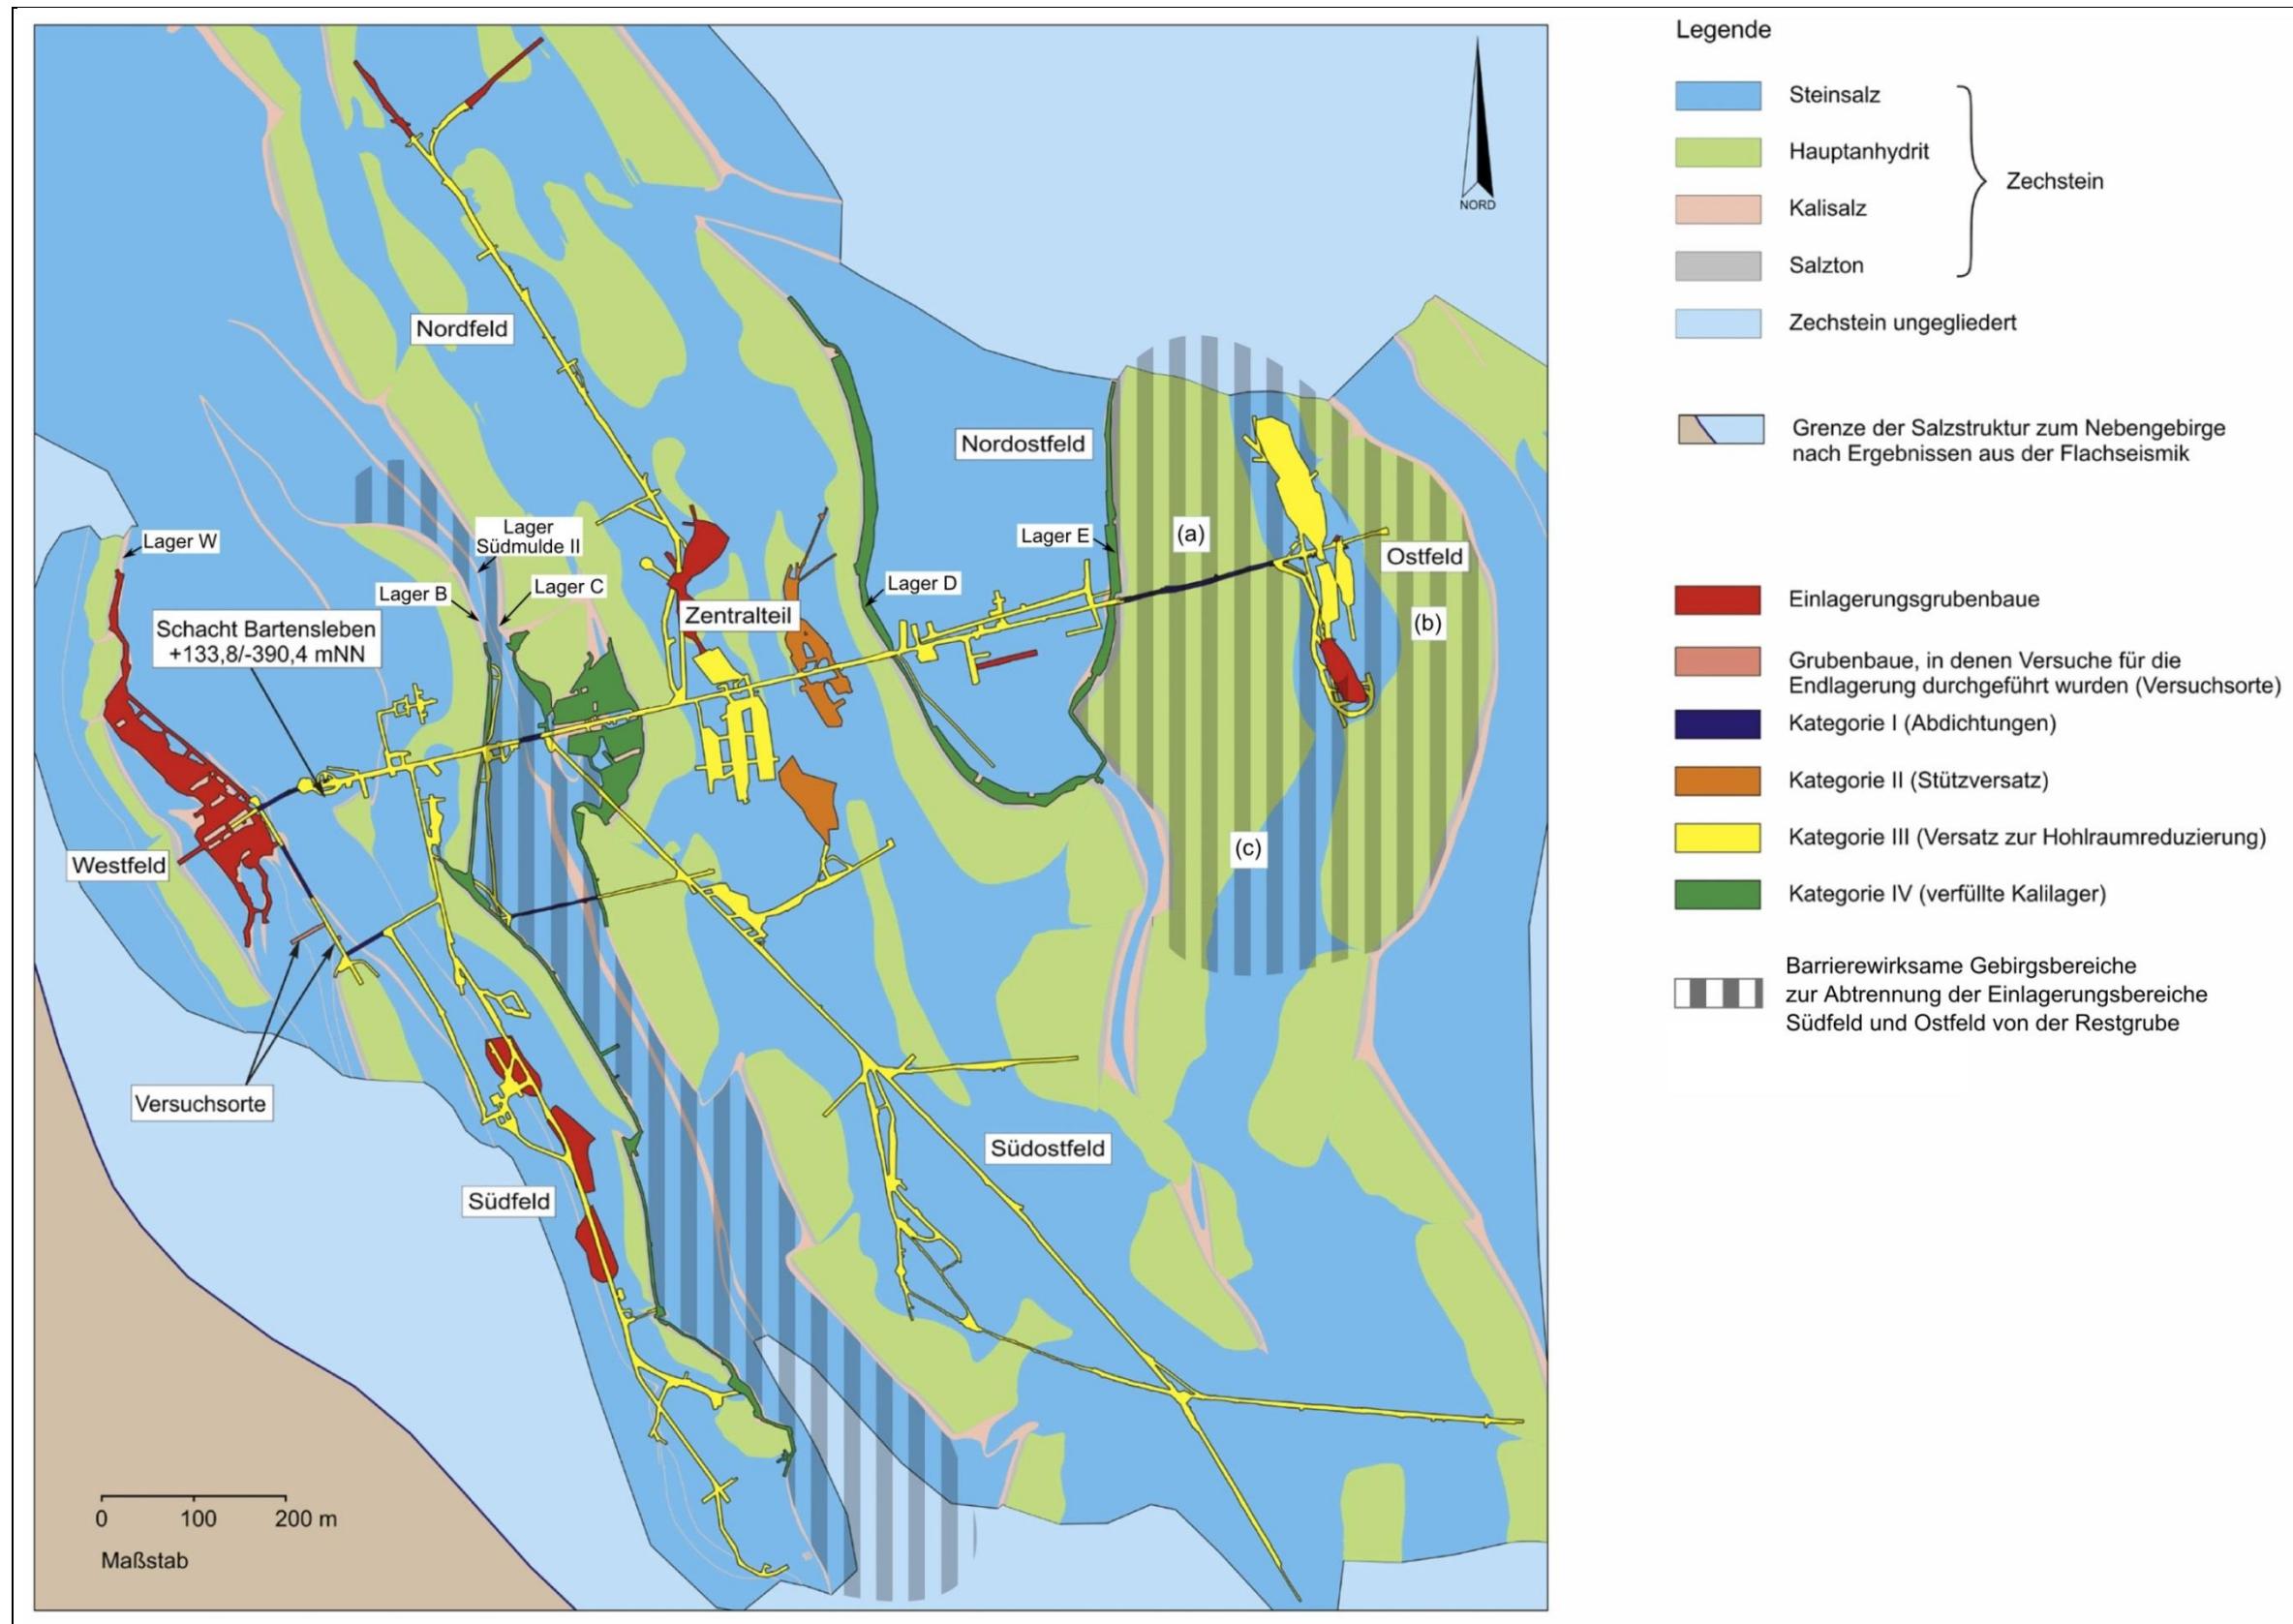 NORD
Nordfeld
Nordostfeld
Lager W
Lager
Südmulde II
Lager E
(a)
Ostfeld
Lager B
Lager C
Lager D
Zentralteil
(b)
Schacht Bartensleben
+133,8/-390,4 mNN
Westfeld
(c)
Versuchsorte
Südostfeld
Südfeld
0 100 200 m
Maßstab
Legende
Steinsalz
Hauptanhydrit
Kalisalz
Salzton
Zechstein
Zechstein ungegliedert
Grenze der Salzstruktur zum Nebengebirge
nach Ergebnissen aus der Flachseismik
Einlagerungsgrubenbaue
Grubenbaue, in denen Versuche für die
Endlagerung durchgeführt wurden (Versuchsorte)
Kategorie I (Abdichtungen)
Kategorie II (Stützversatz)
Kategorie III (Versatz zur Hohlraumreduzierung)
Kategorie IV (verfüllte Kalilager)
Barrierewirksame Gebirgsbereiche
zur Abtrennung der Einlagerungsbereiche
Südfeld und Ostfeld von der Restgrube